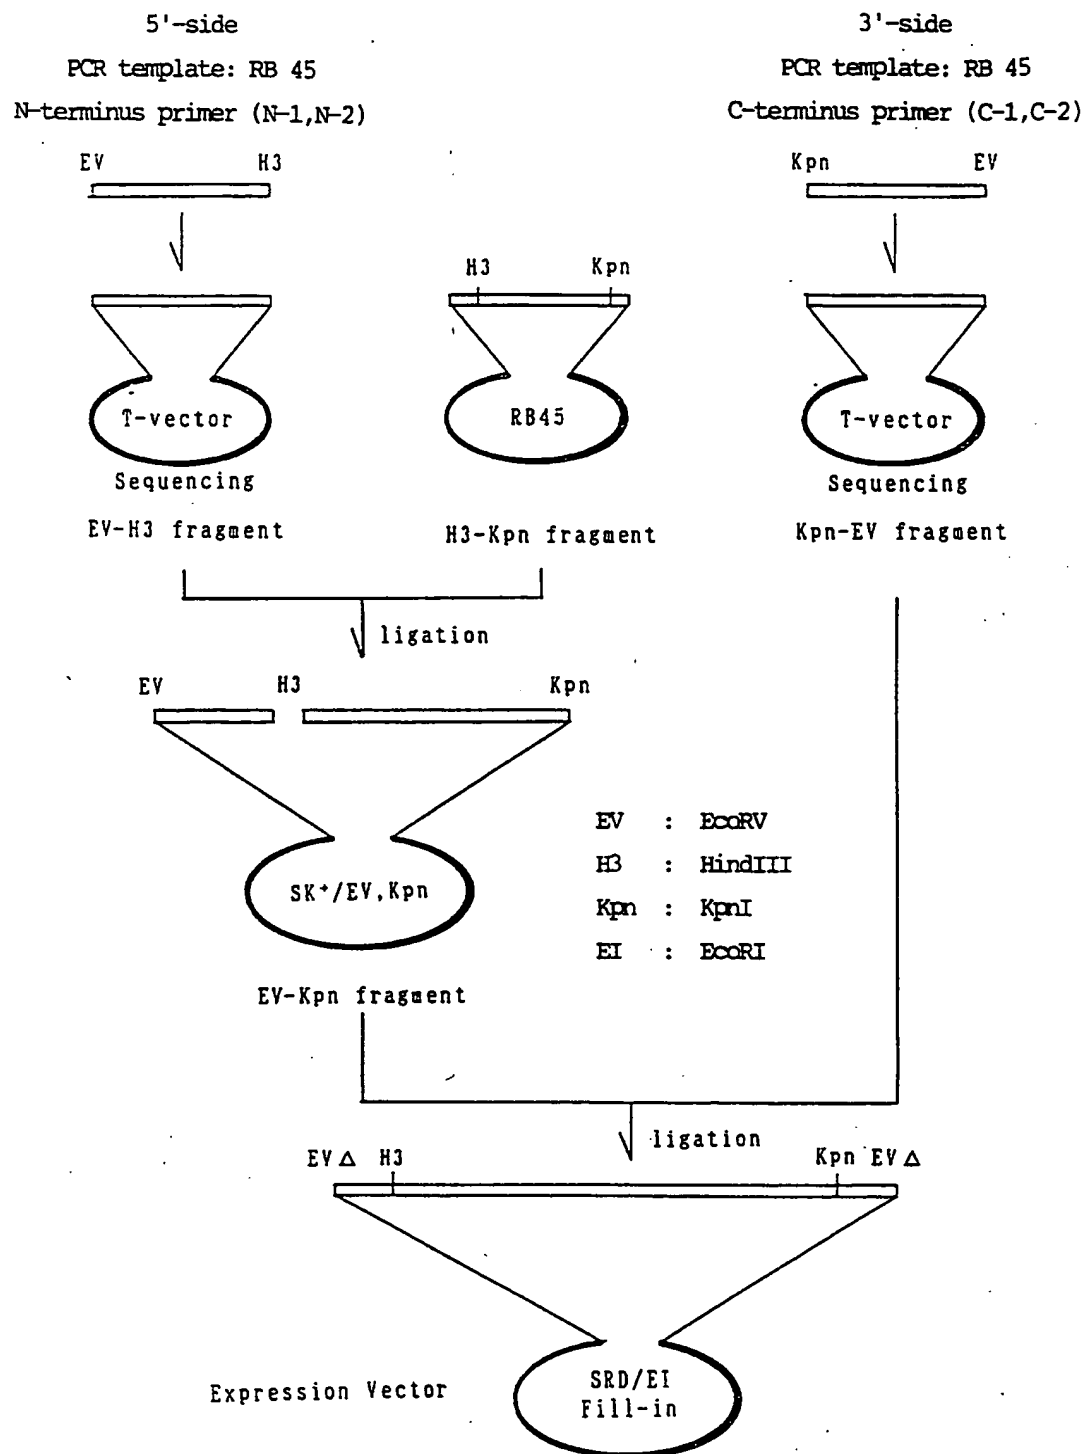 5'-side
PCR template: RB 45
N-terminus primer (N-1,N-2)
3'-side
PCR template: RB 45
C-terminus primer (C-1,C-2)
EV H3
Kpn EV
H3 Kpn
T-vector
RB45
T-vector
Sequencing
Sequencing
EV-H3 fragment
H3-Kpn fragment
Kpn-EV fragment
ligation
EV H3 Kpn
SK+/EV,Kpn
EV : EcoRV
H3 : HindIII
Kpn : KpnI
EI : EcoRI
EV-Kpn fragment
ligation
EV Δ H3 Kpn EV Δ
Expression Vector
SRD/EI
Fill-in